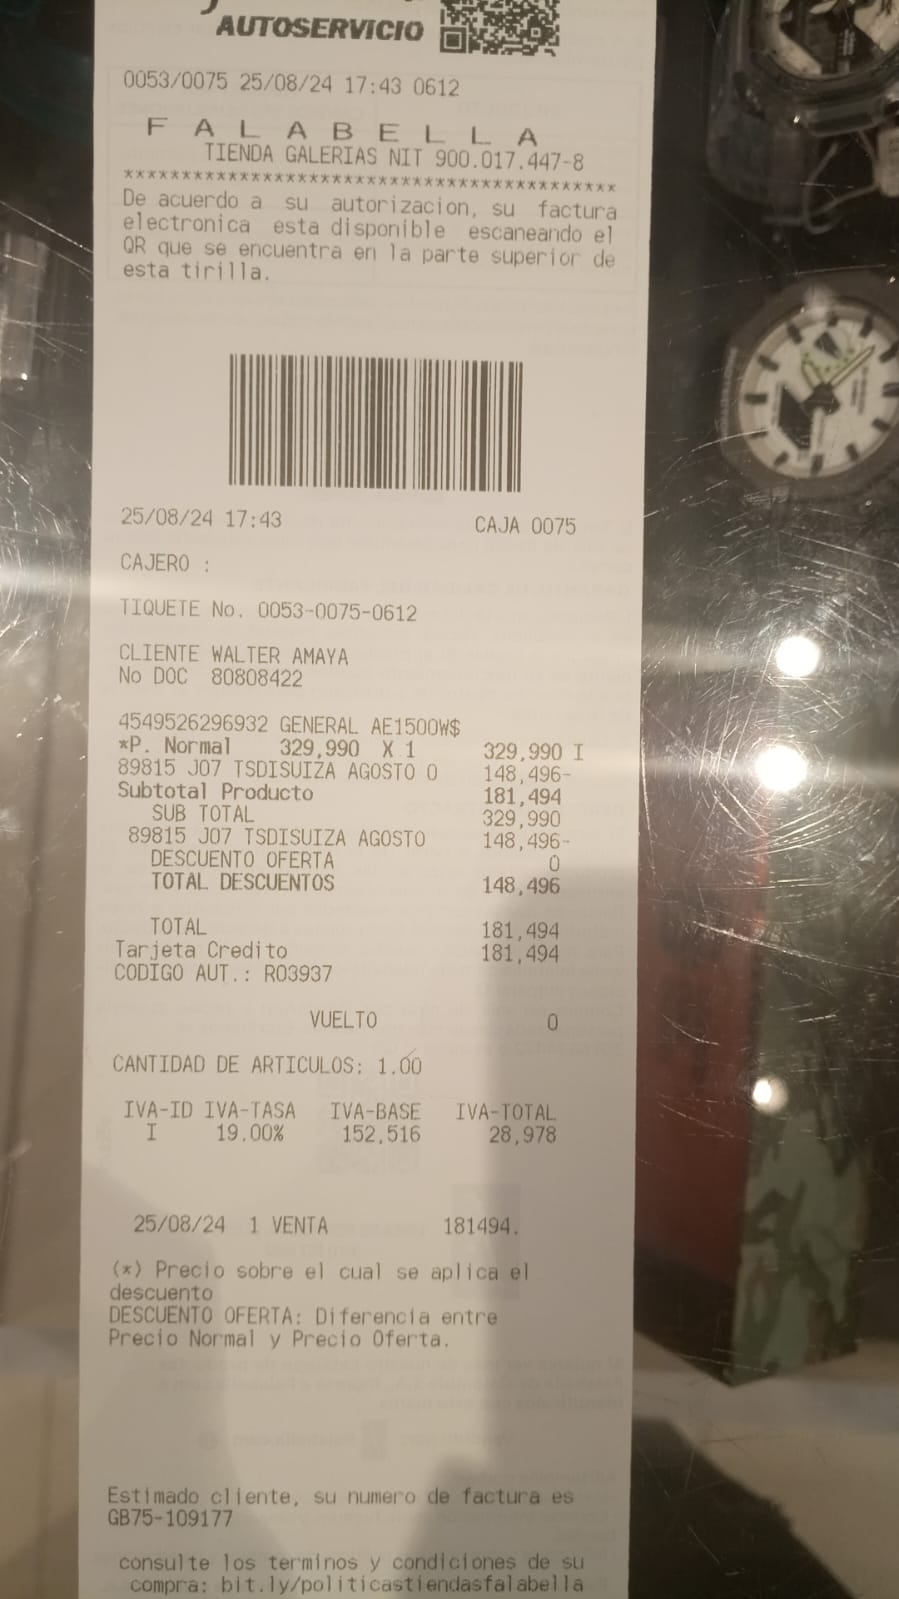 AUTOSERVICIO
0053/0075 25/08/24 17:43 0612
F A L A B E L L A
TIENDA GALERIAS NIT 900.017.447-8
******************************************
De acuerdo a su autorizacion, su factura
electronica esta disponible escaneando el
QR que se encuentra en la parte superior de
esta tirilla.
25/08/24 17:43 CAJA 0075
CAJERO :
TIQUETE No. 0053-0075-0612
CLIENTE WALTER AMAYA
No DOC 80808422
4549526296932 GENERAL AE1500W$
*P. Normal 329,990 X 1 329,990 I
89815 J07 TSDISUIZA AGOSTO 0 148,496-
Subtotal Producto 181,494
SUB TOTAL 329,990
89815 J07 TSDISUIZA AGOSTO 148,496-
DESCUENTO OFERTA 0
TOTAL DESCUENTOS 148,496
TOTAL 181,494
Tarjeta Credito 181,494
CODIGO AUT.: R03937
VUELTO 0
CANTIDAD DE ARTICULOS: 1.00
IVA-ID IVA-TASA IVA-BASE IVA-TOTAL
I 19.00% 152,516 28,978
25/08/24 1 VENTA 181494.
(*) Precio sobre el cual se aplica el
descuento
DESCUENTO OFERTA: Diferencia entre
Precio Normal y Precio Oferta.
Estimado cliente, su numero de factura es
GB75-109177
consulte los terminos y condiciones de su
compra: bit.ly/politicastiendasfalabella